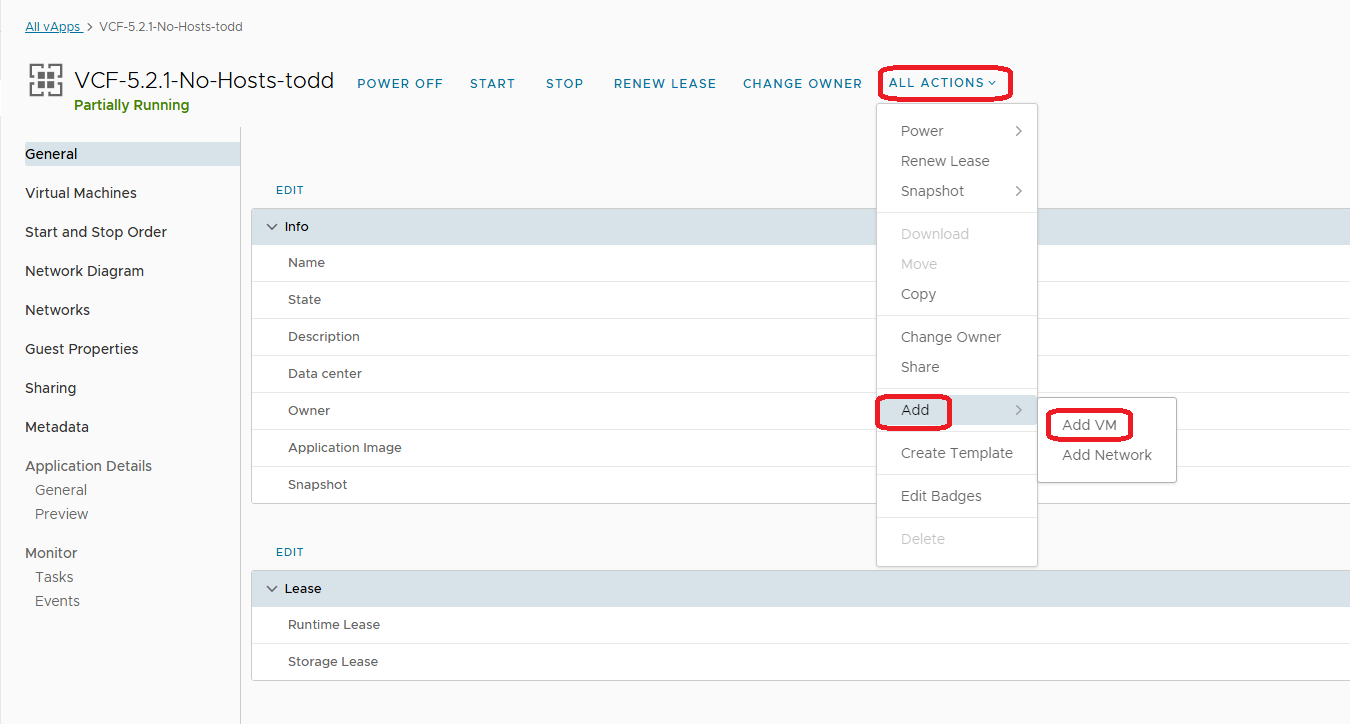 All vApps > VCF-5.2.1-No-Hosts-todd
VCF-5.2.1-No-Hosts-todd POWER OFF START STOP RENEW LEASE CHANGE OWNER ALL ACTIONS
Partially Running
General
Virtual Machines
Start and Stop Order
Network Diagram
Networks
Guest Properties
Sharing
Metadata
Application Details
General
Preview
Monitor
Tasks
Events
EDIT
Info
Name
State
Description
Data center
Owner
Application Image
Snapshot
EDIT
Lease
Runtime Lease
Storage Lease
Power
Renew Lease
Snapshot
Download
Move
Copy
Change Owner
Share
Add
Create Template
Edit Badges
Delete
Add VM
Add Network